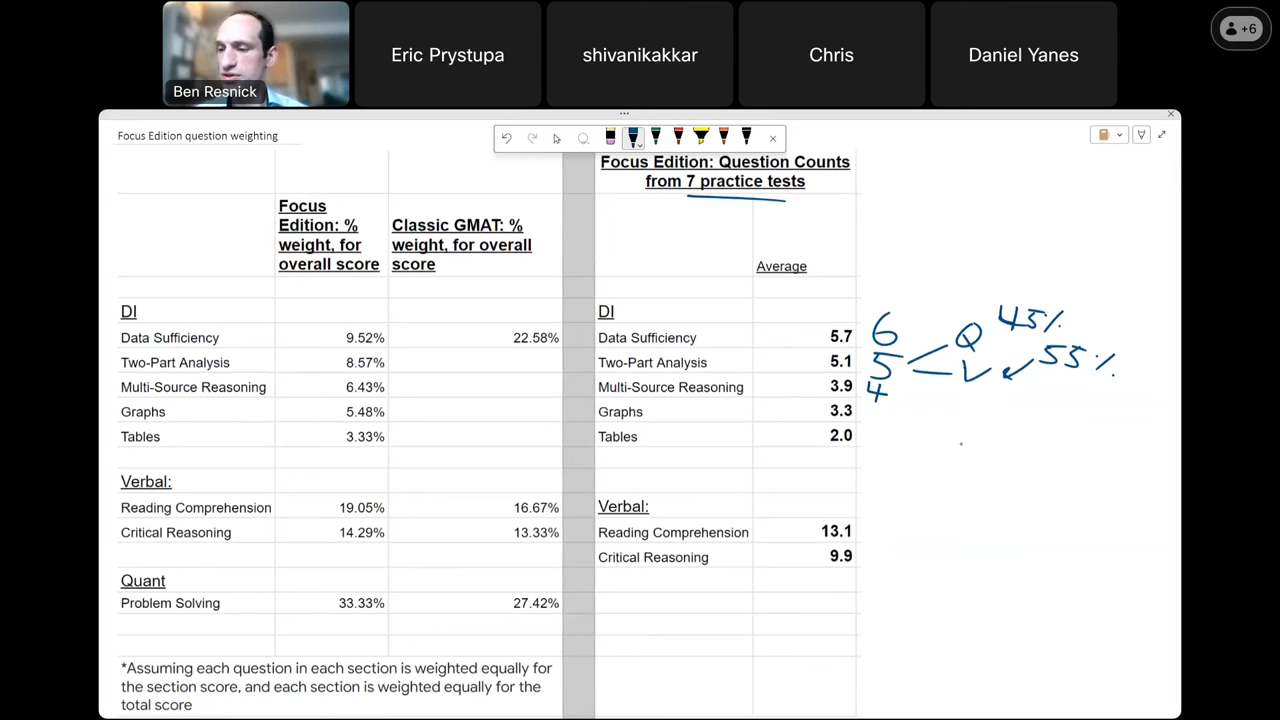 Ben Resnick
Eric Prystupa
shivanikakkar
Chris
Daniel Yanes
+6
Focus Edition question weighting
Focus Edition: % weight, for overall score
Classic GMAT: % weight, for overall score
DI
Data Sufficiency 9.52% 22.58%
Two-Part Analysis 8.57%
Multi-Source Reasoning 6.43%
Graphs 5.48%
Tables 3.33%
Verbal:
Reading Comprehension 19.05% 16.67%
Critical Reasoning 14.29% 13.33%
Quant
Problem Solving 33.33% 27.42%
*Assuming each question in each section is weighted equally for
the section score, and each section is weighted equally for the
total score
Focus Edition: Question Counts
from 7 practice tests
Average
DI
Data Sufficiency 5.7
Two-Part Analysis 5.1
Multi-Source Reasoning 3.9
Graphs 3.3
Tables 2.0
Verbal:
Reading Comprehension 13.1
Critical Reasoning 9.9
6
5
4
Q 45%
V 55%